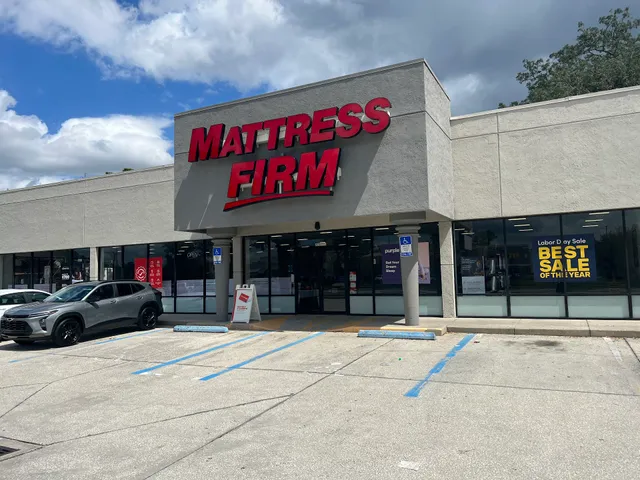 MATTRESS
FIRM
Labor Day Sale
BEST
SALE
OF THE YEAR
purple